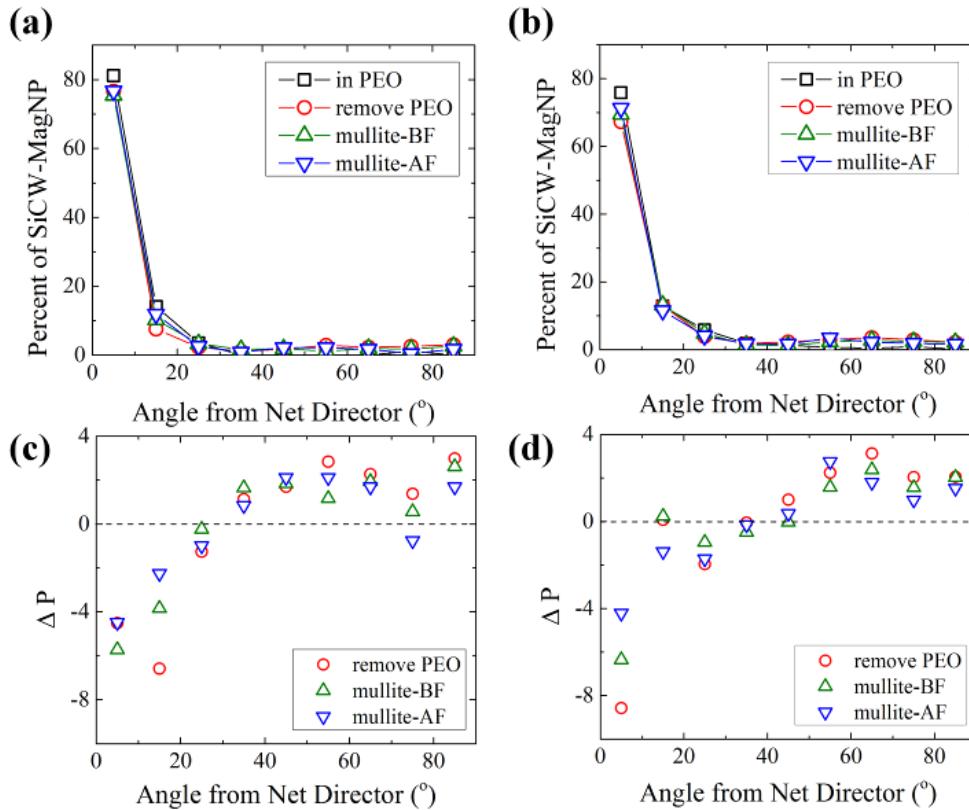 (a)
Percent of SiCW-MagNP
80
60
40
20
0
0 20 40 60 80
Angle from Net Director (°)
in PEO
remove PEO
mullite-BF
mullite-AF
(b)
Percent of SiCW-MagNP
80
60
40
20
0
0 20 40 60 80
Angle from Net Director (°)
in PEO
remove PEO
mullite-BF
mullite-AF
(c)
Δ P
4
0
-4
-8
0 20 40 60 80
Angle from Net Director (°)
remove PEO
mullite-BF
mullite-AF
(d)
Δ P
4
2
0
-4
-8
0 20 40 60 80
Angle from Net Director (°)
remove PEO
mullite-BF
mullite-AF